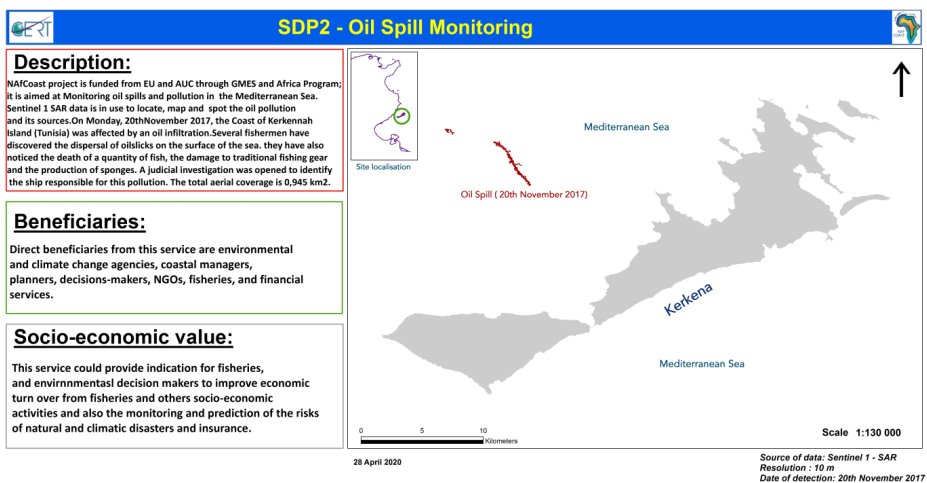 CERT
SDP2 - Oil Spill Monitoring
NAF
COAST
Description:
NAfCoast project is funded from EU and AUC through GMES and Africa Program;
it is aimed at Monitoring oil spills and pollution in the Mediterranean Sea.
Sentinel 1 SAR data is in use to locate, map and spot the oil pollution
and its sources.On Monday, 20thNovember 2017, the Coast of Kerkennah
Island (Tunisia) was affected by an oil infiltration.Several fishermen have
discovered the dispersal of oilslicks on the surface of the sea. they have also
noticed the death of a quantity of fish, the damage to traditional fishing gear
and the production of sponges. A judicial investigation was opened to identify
the ship responsible for this pollution. The total aerial coverage is 0,945 km2.
Beneficiaries:
Direct beneficiaries from this service are environmental
and climate change agencies, coastal managers,
planners, decisions-makers, NGOs, fisheries, and financial
services.
Socio-economic value:
This service could provide indication for fisheries,
and envirnnmentasl decision makers to improve economic
turn over from fisheries and others socio-economic
activities and also the monitoring and prediction of the risks
of natural and climatic disasters and insurance.
Site localisation
Mediterranean Sea
Oil Spill ( 20th November 2017)
Kerkena
Mediterranean Sea
0 5 10
Kilometers
Scale 1:130 000
28 April 2020
Source of data: Sentinel 1 - SAR
Resolution : 10 m
Date of detection: 20th November 2017